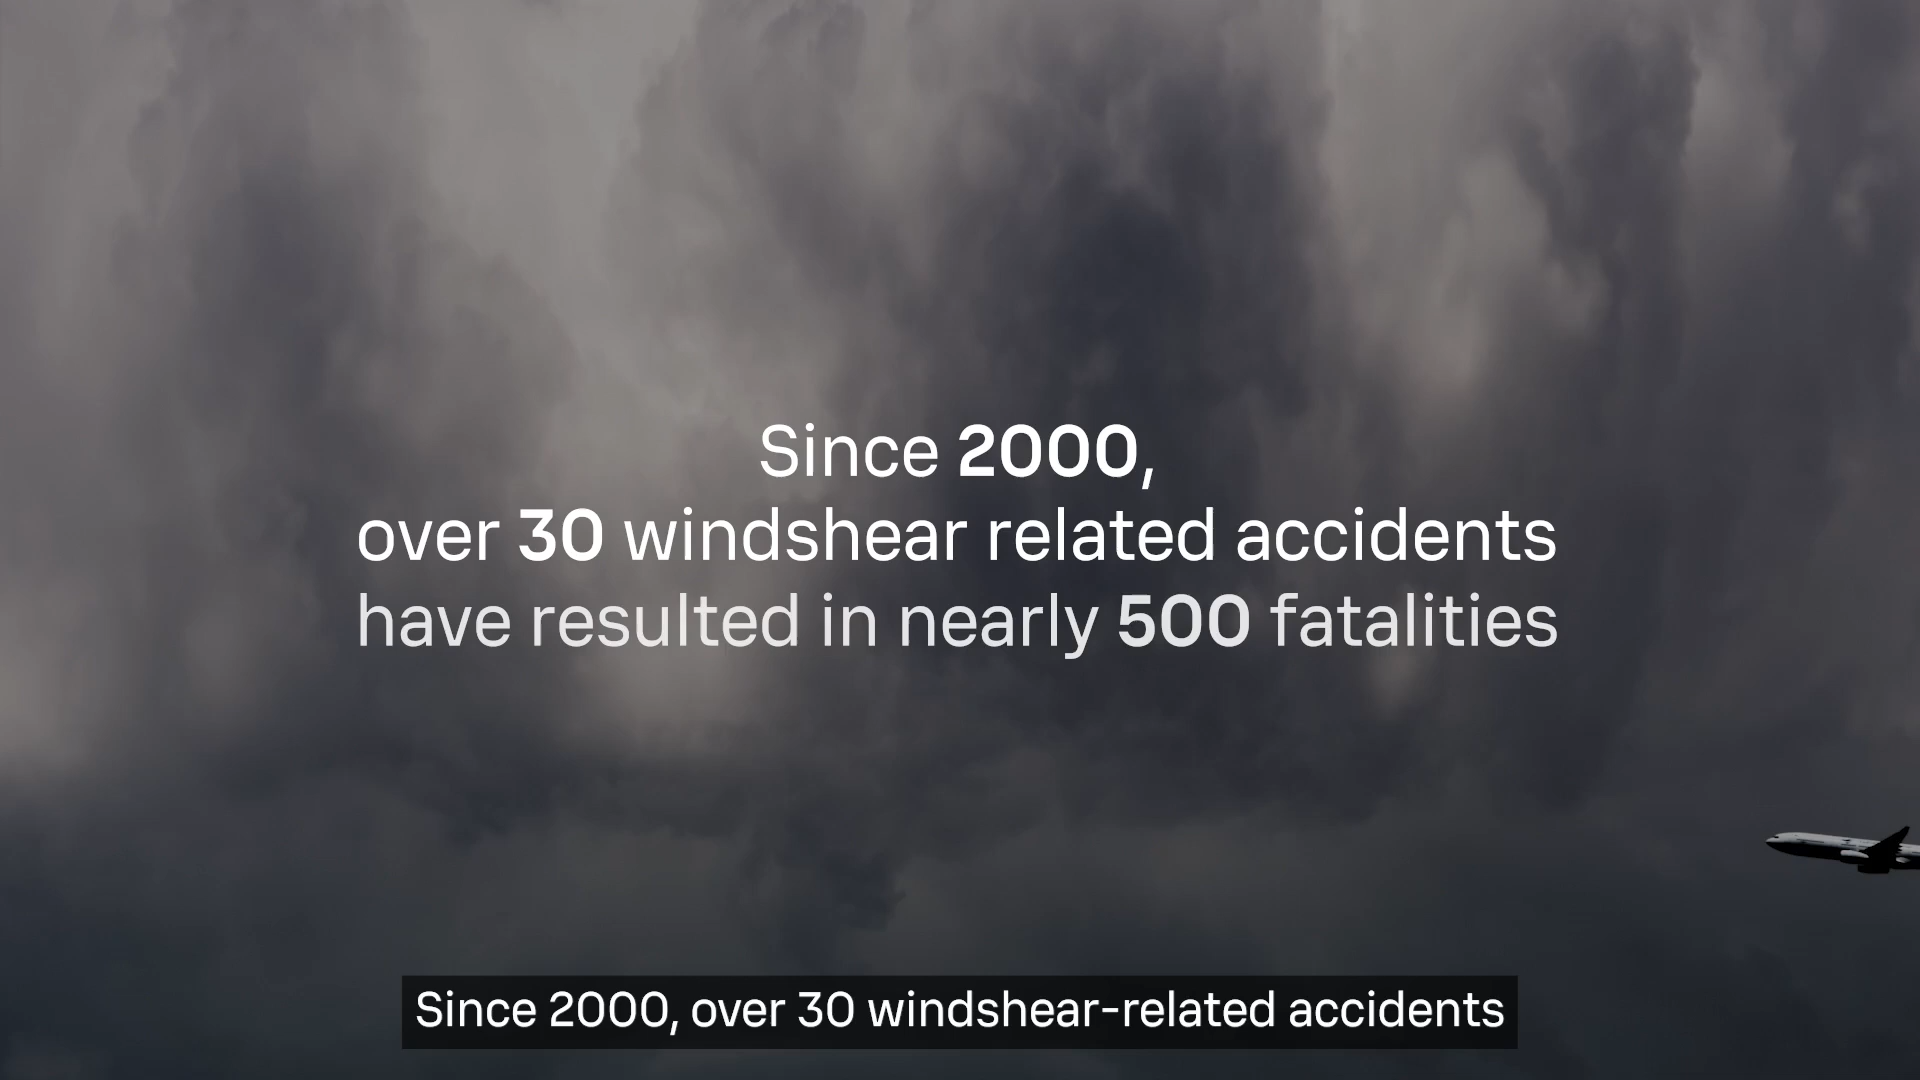 Since 2000,
over 30 windshear related accidents
have resulted in nearly 500 fatalities
Since 2000, over 30 windshear-related accidents